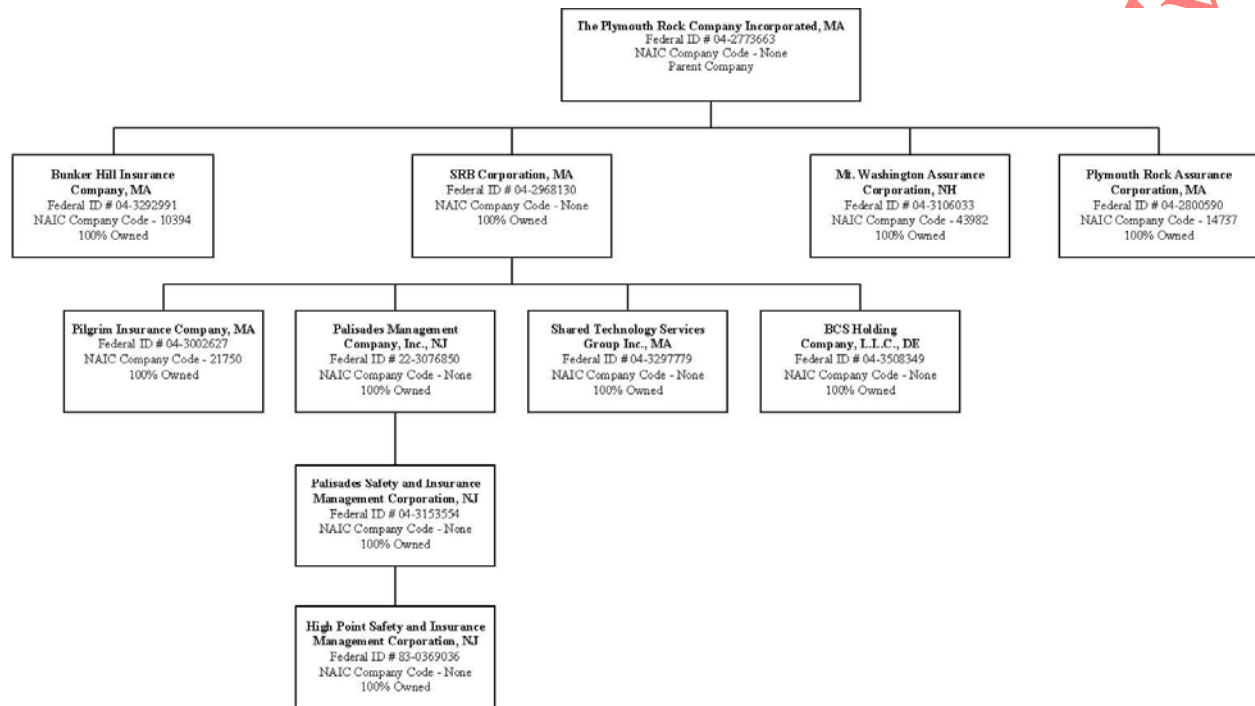 The Plymouth Rock Company Incorporated, MA
Federal ID # 04-2773663
NAIC Company Code - None
Parent Company
Bunker Hill Insurance
Company, MA
Federal ID # 04-3292991
NAIC Company Code - 10394
100% Owned
SRB Corporation, MA
Federal ID # 04-2968130
NAIC Company Code - None
100% Owned
Mt. Washington Assurance
Corporation, NH
Federal ID # 04-3106033
NAIC Company Code - 43982
100% Owned
Plymouth Rock Assurance
Corporation, MA
Federal ID # 04-2800590
NAIC Company Code - 14737
100% Owned
Pilgrim Insurance Company, MA
Federal ID # 04-3002627
NAIC Company Code - 21750
100% Owned
Palisades Management
Company, Inc., NJ
Federal ID # 22-3076850
NAIC Company Code - None
100% Owned
Shared Technology Services
Group Inc., MA
Federal ID # 04-3297779
NAIC Company Code - None
100% Owned
BCS Holding
Company, L.L.C., DE
Federal ID # 04-3508349
NAIC Company Code - None
100% Owned
Palisades Safety and Insurance
Management Corporation, NJ
Federal ID # 04-3153554
NAIC Company Code - None
100% Owned
High Point Safety and Insurance
Management Corporation, NJ
Federal ID # 83-0369036
NAIC Company Code - None
100% Owned